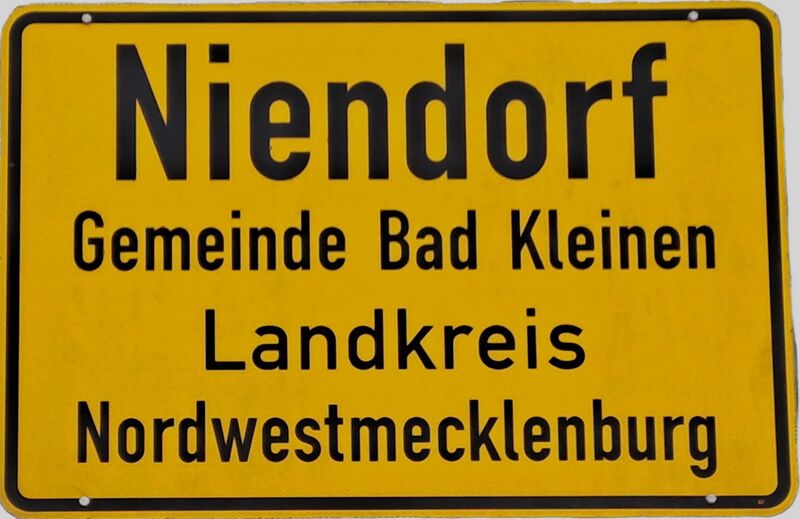 Niendorf
Gemeinde Bad Kleinen
Landkreis
Nordwestmecklenburg